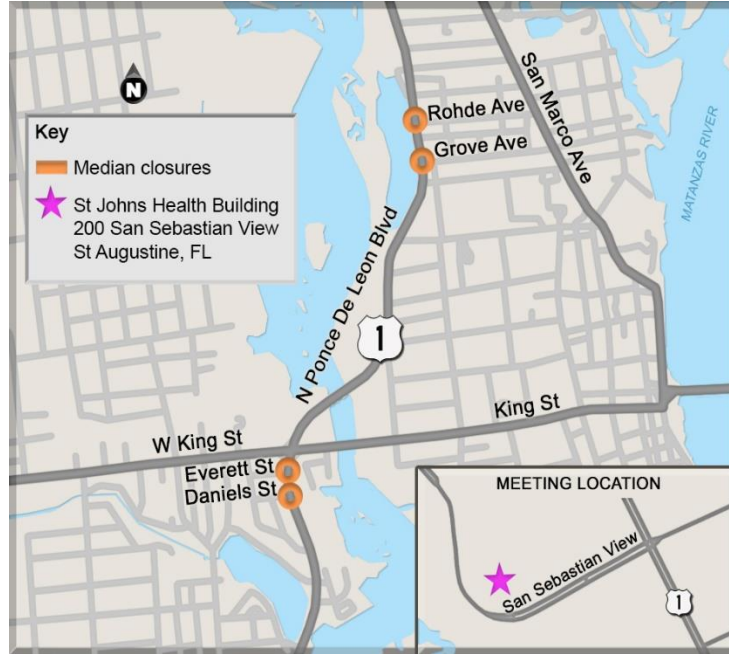 N
Key
Median closures
St Johns Health Building
200 San Sebastian View
St Augustine, FL
Rohde Ave
Grove Ave
San Marco Ave
MATANZAS RIVER
N Ponce De Leon Blvd
1
King St
W King St
Everett St
Daniels St
MEETING LOCATION
San Sebastian View
1